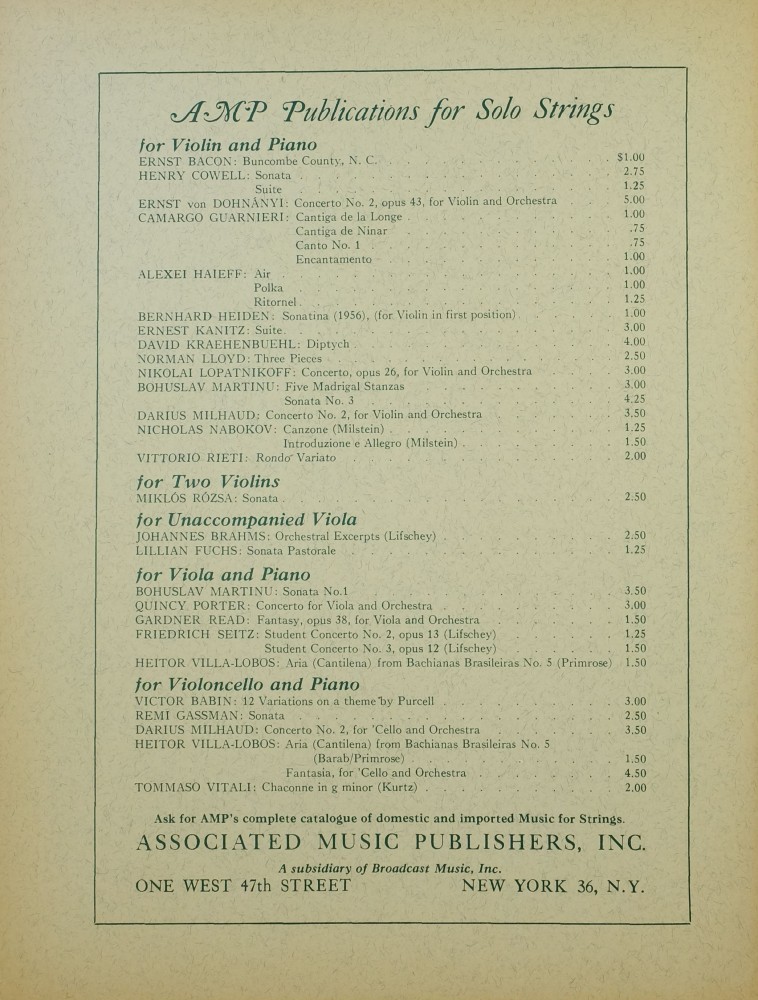 AMP Publications for Solo Strings
for Violin and Piano
ERNST BACON: Buncombe County, N. C. . . . . . . . . . $1.00
HENRY COWELL: Sonata . . . . . . . . . . 2.75
Suite . . . . . . . . . . 1.25
ERNST von DOHNÂNYI: Concerto No. 2, opus 43, for Violin and Orchestra . . 5.00
CAMARGO GUARNIERI: Cantiga de la Longe . . . . . . . . 1.00
Cantiga de Ninar . . . . . . . . .75
Canto No. 1 . . . . . . . . .75
Encantamento . . . . . . . . 1.00
ALEXEI HAIEFF: Air . . . . . . . . . . 1.00
Polka . . . . . . . . . . 1.00
Ritornel . . . . . . . . . . 1.25
BERNHARD HEIDEN: Sonatina (1956), (for Violin in first position) . . . . 1.00
ERNEST KANITZ: Suite . . . . . . . . . . 3.00
DAVID KRAEHENBUEHL: Diptych . . . . . . . . . 4.00
NORMAN LLOYD: Three Pieces . . . . . . . . . 2.50
NIKOLAI LOPATNIKOFF: Concerto, opus 26, for Violin and Orchestra . . . 3.00
BOHUSLAV MARTINU: Five Madrigal Stanzas . . . . . . . 3.00
Sonata No. 3 . . . . . . . . 4.25
DARIUS MILHAUD: Concerto No. 2, for Violin and Orchestra . . . . . 3.50
NICHOLAS NABOKOV: Canzone (Milstein) . . . . . . . . 1.25
Introduzione e Allegro (Milstein) . . . . . . 1.50
VITTORIO RIETI: Rondo Variato . . . . . . . . . 2.00
for Two Violins
MIKLÓS RÓZSA: Sonata . . . . . . . . . . 2.50
for Unaccompanied Viola
JOHANNES BRAHMS: Orchestral Excerpts (Lifschey) . . . . . . 2.50
LILLIAN FUCHS: Sonata Pastorale . . . . . . . . . 1.25
for Viola and Piano
BOHUSLAV MARTINU: Sonata No.1 . . . . . . . . 3.50
QUINCY PORTER: Concerto for Viola and Orchestra . . . . . . 3.00
GARDNER READ: Fantasy, opus 38, for Viola and Orchestra . . . . . 1.50
FRIEDRICH SEITZ: Student Concerto No. 2, opus 13 (Lifschey) . . . . 1.25
Student Concerto No. 3, opus 12 (Lifschey) . . . . 1.50
HEITOR VILLA-LOBOS: Aria (Cantilena) from Bachianas Brasileiras No. 5 (Primrose) 1.50
for Violoncello and Piano
VICTOR BABIN: 12 Variations on a theme by Purcell . . . . . . 3.00
REMI GASSMAN: Sonata . . . . . . . . . . 2.50
DARIUS MILHAUD: Concerto No. 2, for 'Cello and Orchestra . . . . . 3.50
HEITOR VILLA-LOBOS: Aria (Cantilena) from Bachianas Brasileiras No. 5
(Barab/Primrose) . . . . . . . 1.50
Fantasia, for 'Cello and Orchestra . . . . . 4.50
TOMMASO VITALI: Chaconne in g minor (Kurtz) . . . . . . . 2.00
Ask for AMP's complete catalogue of domestic and imported Music for Strings.
ASSOCIATED MUSIC PUBLISHERS, INC.
A subsidiary of Broadcast Music, Inc.
ONE WEST 47th STREET NEW YORK 36, N.Y.